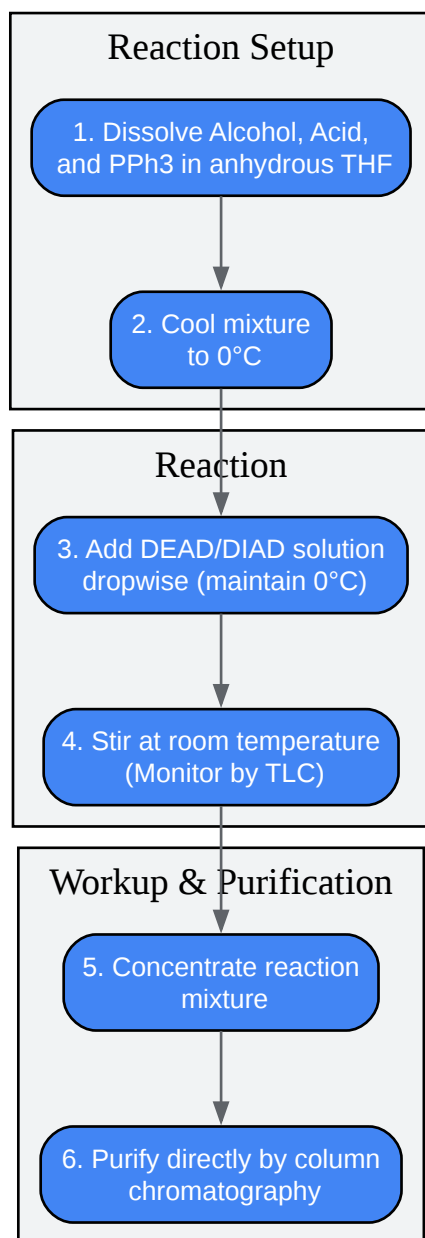 Reaction Setup
1. Dissolve Alcohol, Acid,
and PPh3 in anhydrous THF
2. Cool mixture
to 0°C
Reaction
3. Add DEAD/DIAD solution
dropwise (maintain 0°C)
4. Stir at room temperature
(Monitor by TLC)
Workup & Purification
5. Concentrate reaction
mixture
6. Purify directly by column
chromatography